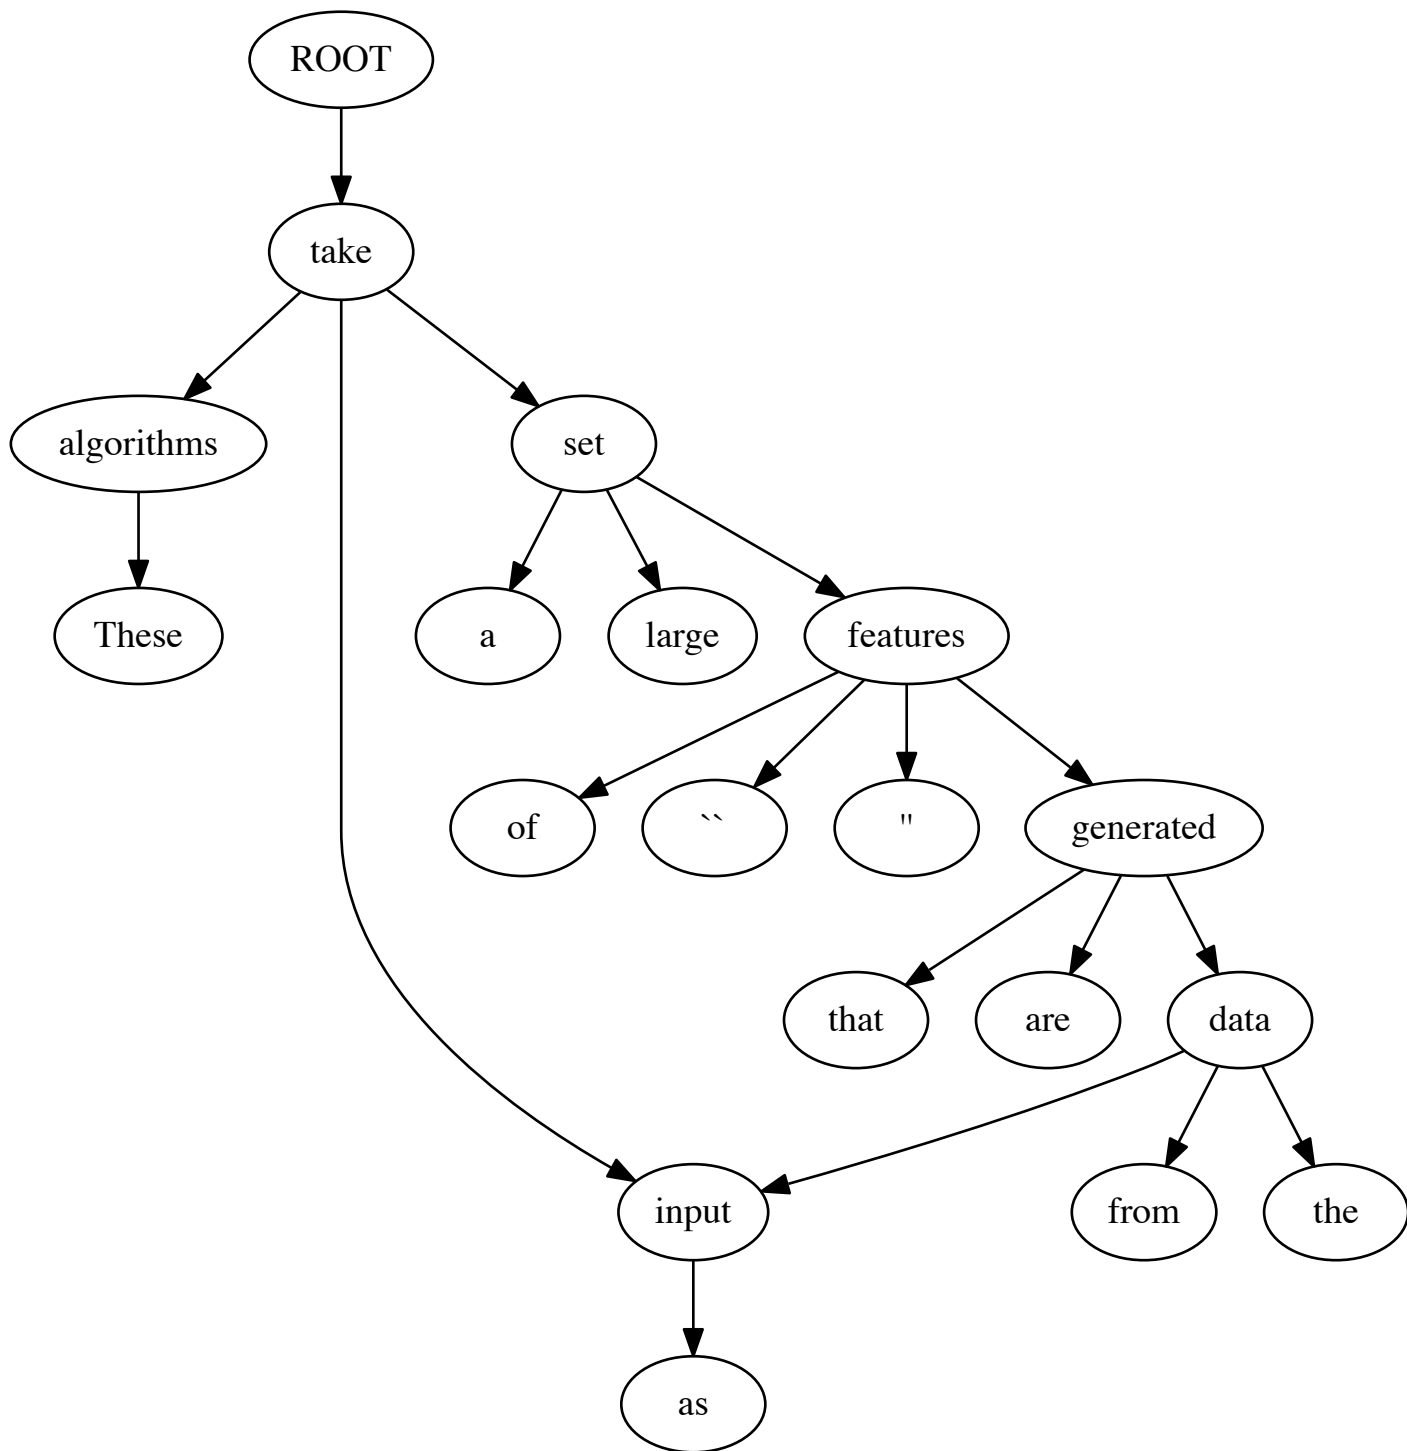 ROOT
take
algorithms
set
These
a
large
features
of
``
"
generated
that
are
data
input
from
the
as